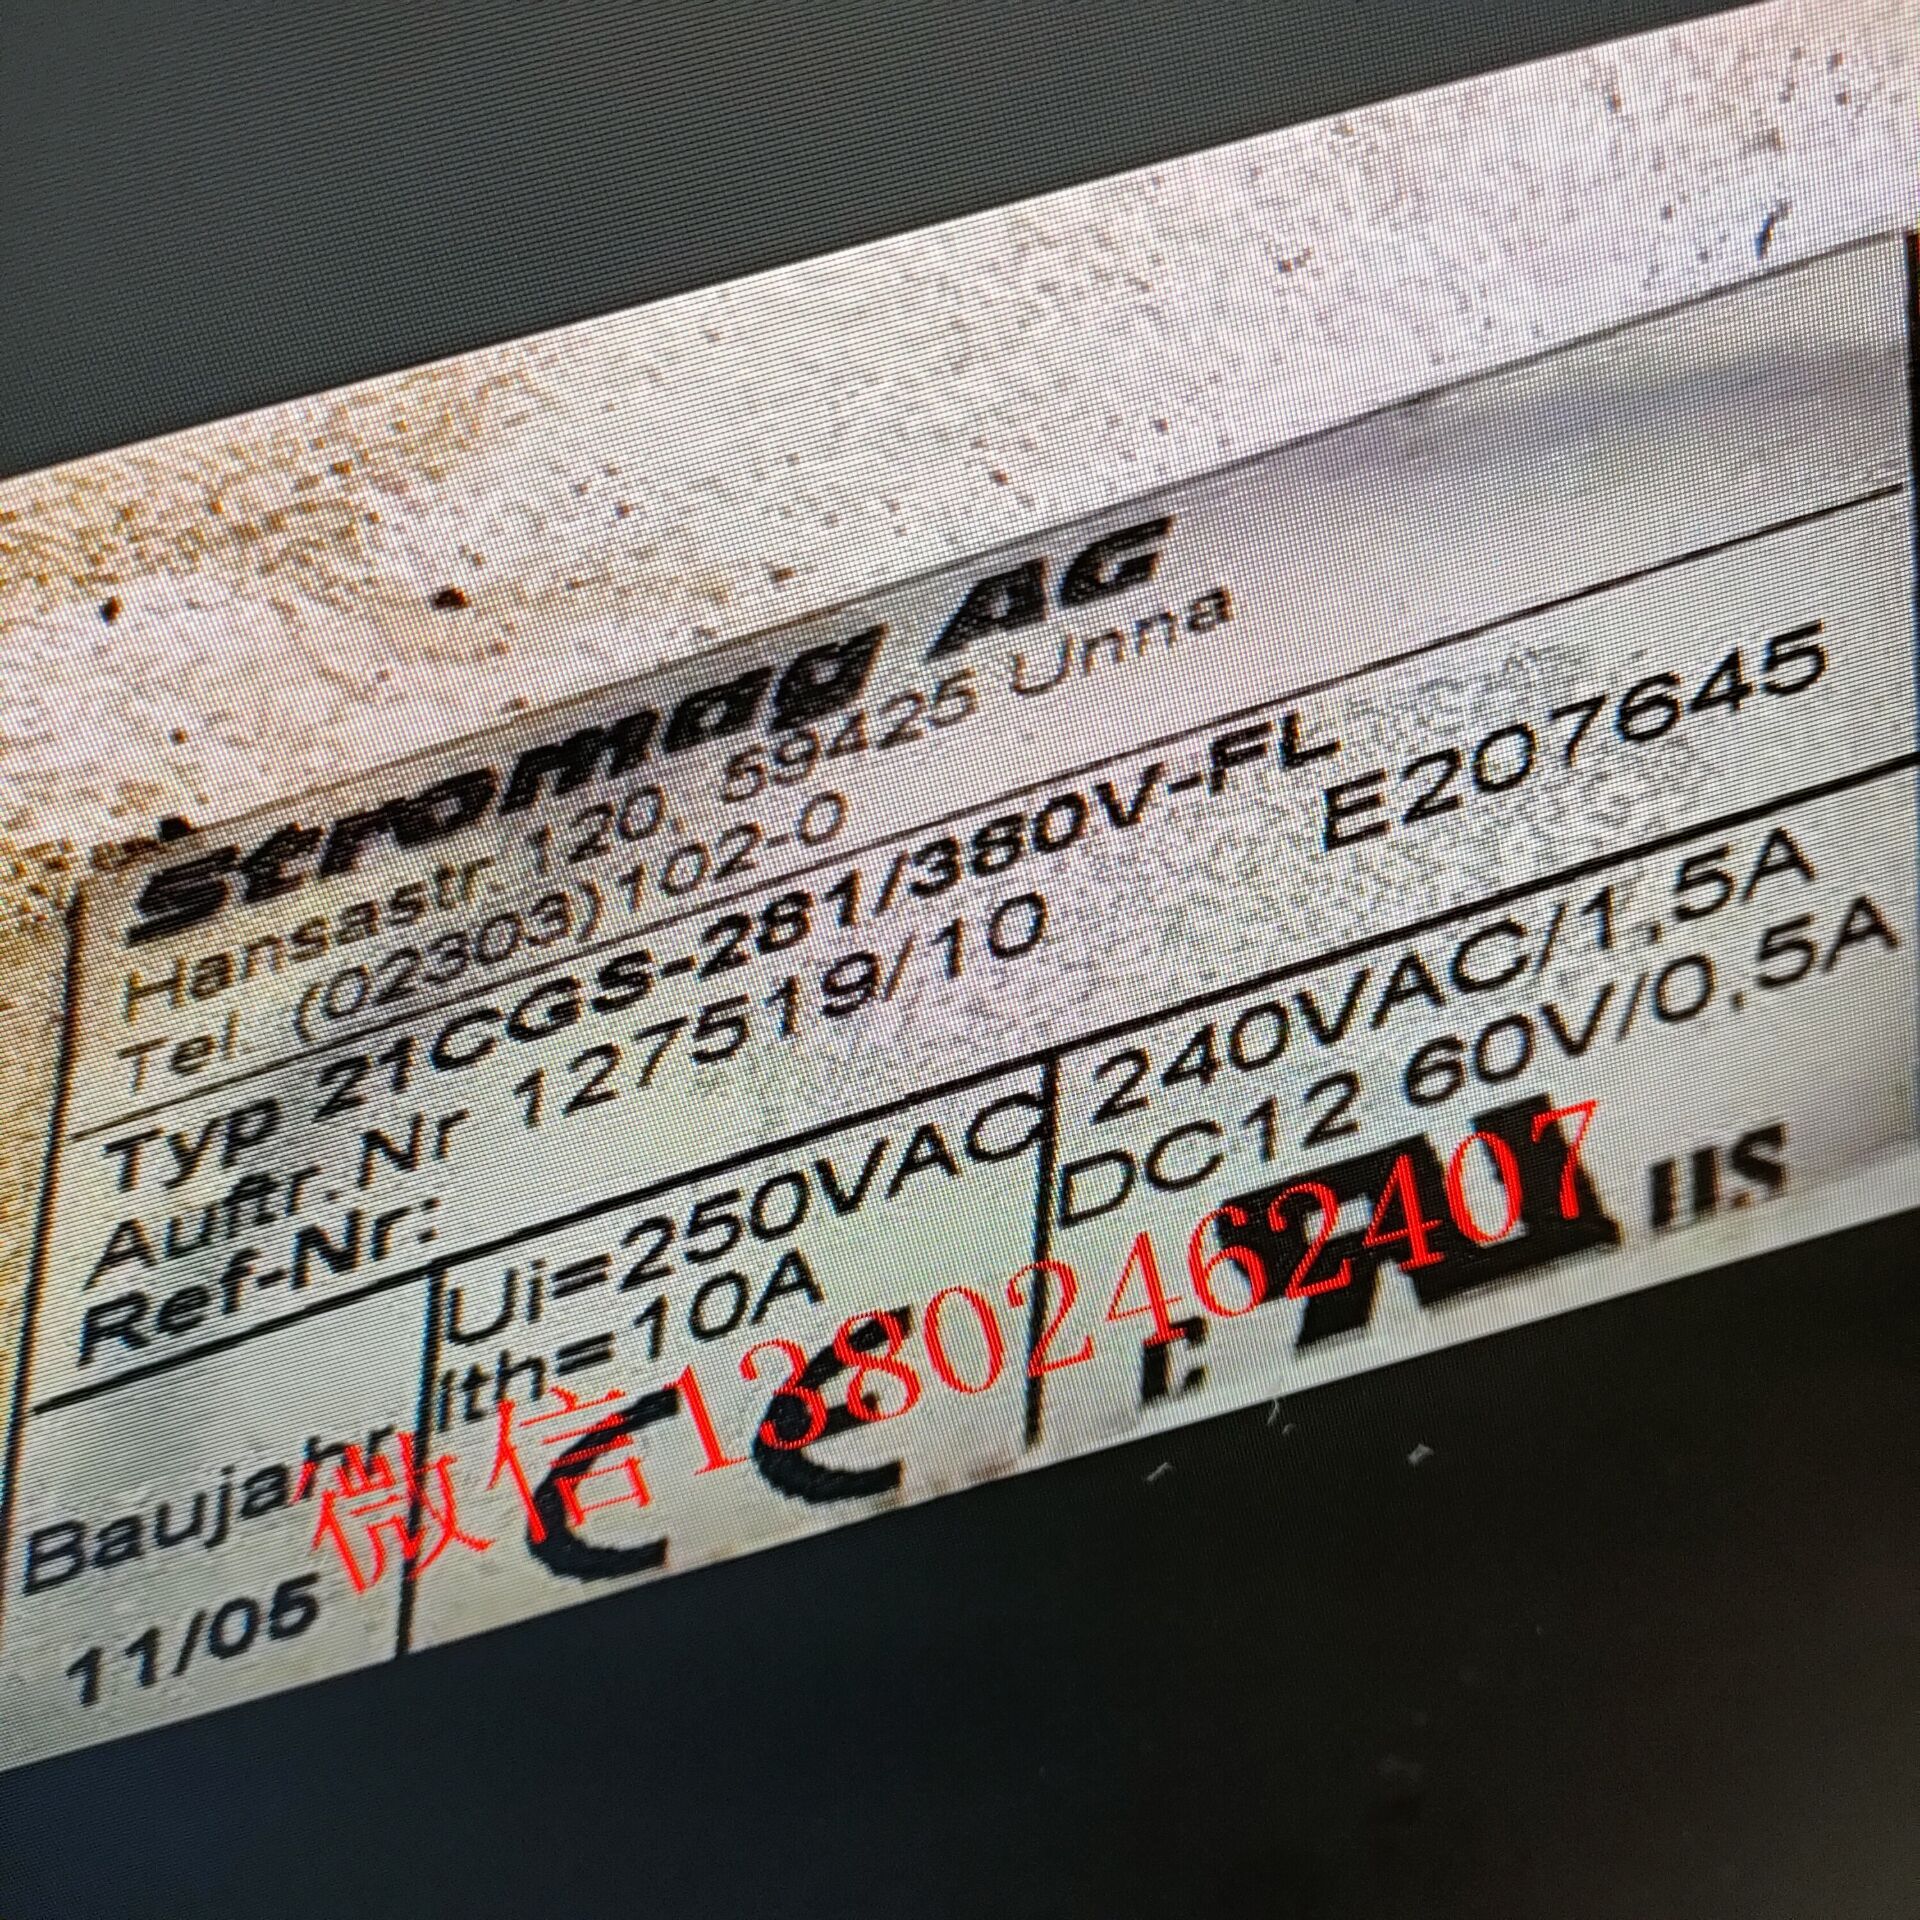 Stromag AG
Hansastr. 120, 59425 Unna
Tel. (02303)102-0
Typ 21CGS-281/380V-FL
Auftr.Nr 127519/10 E207645
Ref-Nr:
Ui=250VAC 240VAC/1,5A
Ith=10A DC12 60V/0,5A
Baujahr
11/05
CE
c US
微信13802462407